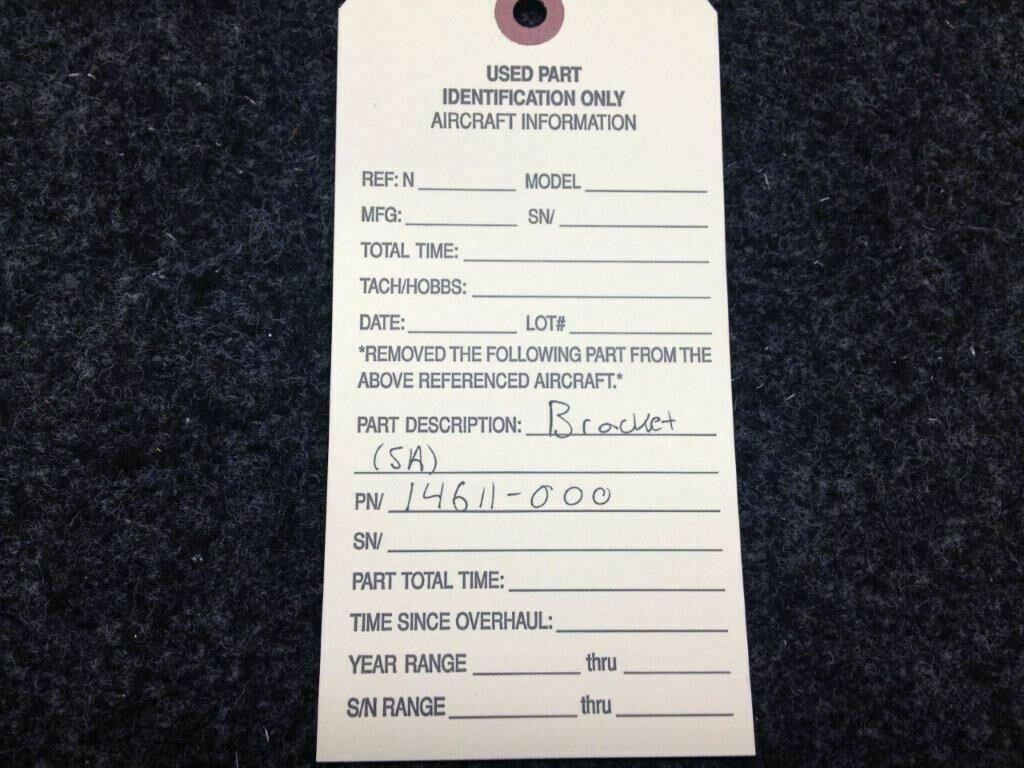 USED PART
IDENTIFICATION ONLY
AIRCRAFT INFORMATION
REF: N MODEL
MFG: SN/
TOTAL TIME:
TACH/HOBBS:
DATE: LOT#
*REMOVED THE FOLLOWING PART FROM THE
ABOVE REFERENCED AIRCRAFT.*
PART DESCRIPTION: Bracket
(SA)
PN/ 14611-000
SN/
PART TOTAL TIME:
TIME SINCE OVERHAUL:
YEAR RANGE thru
S/N RANGE thru